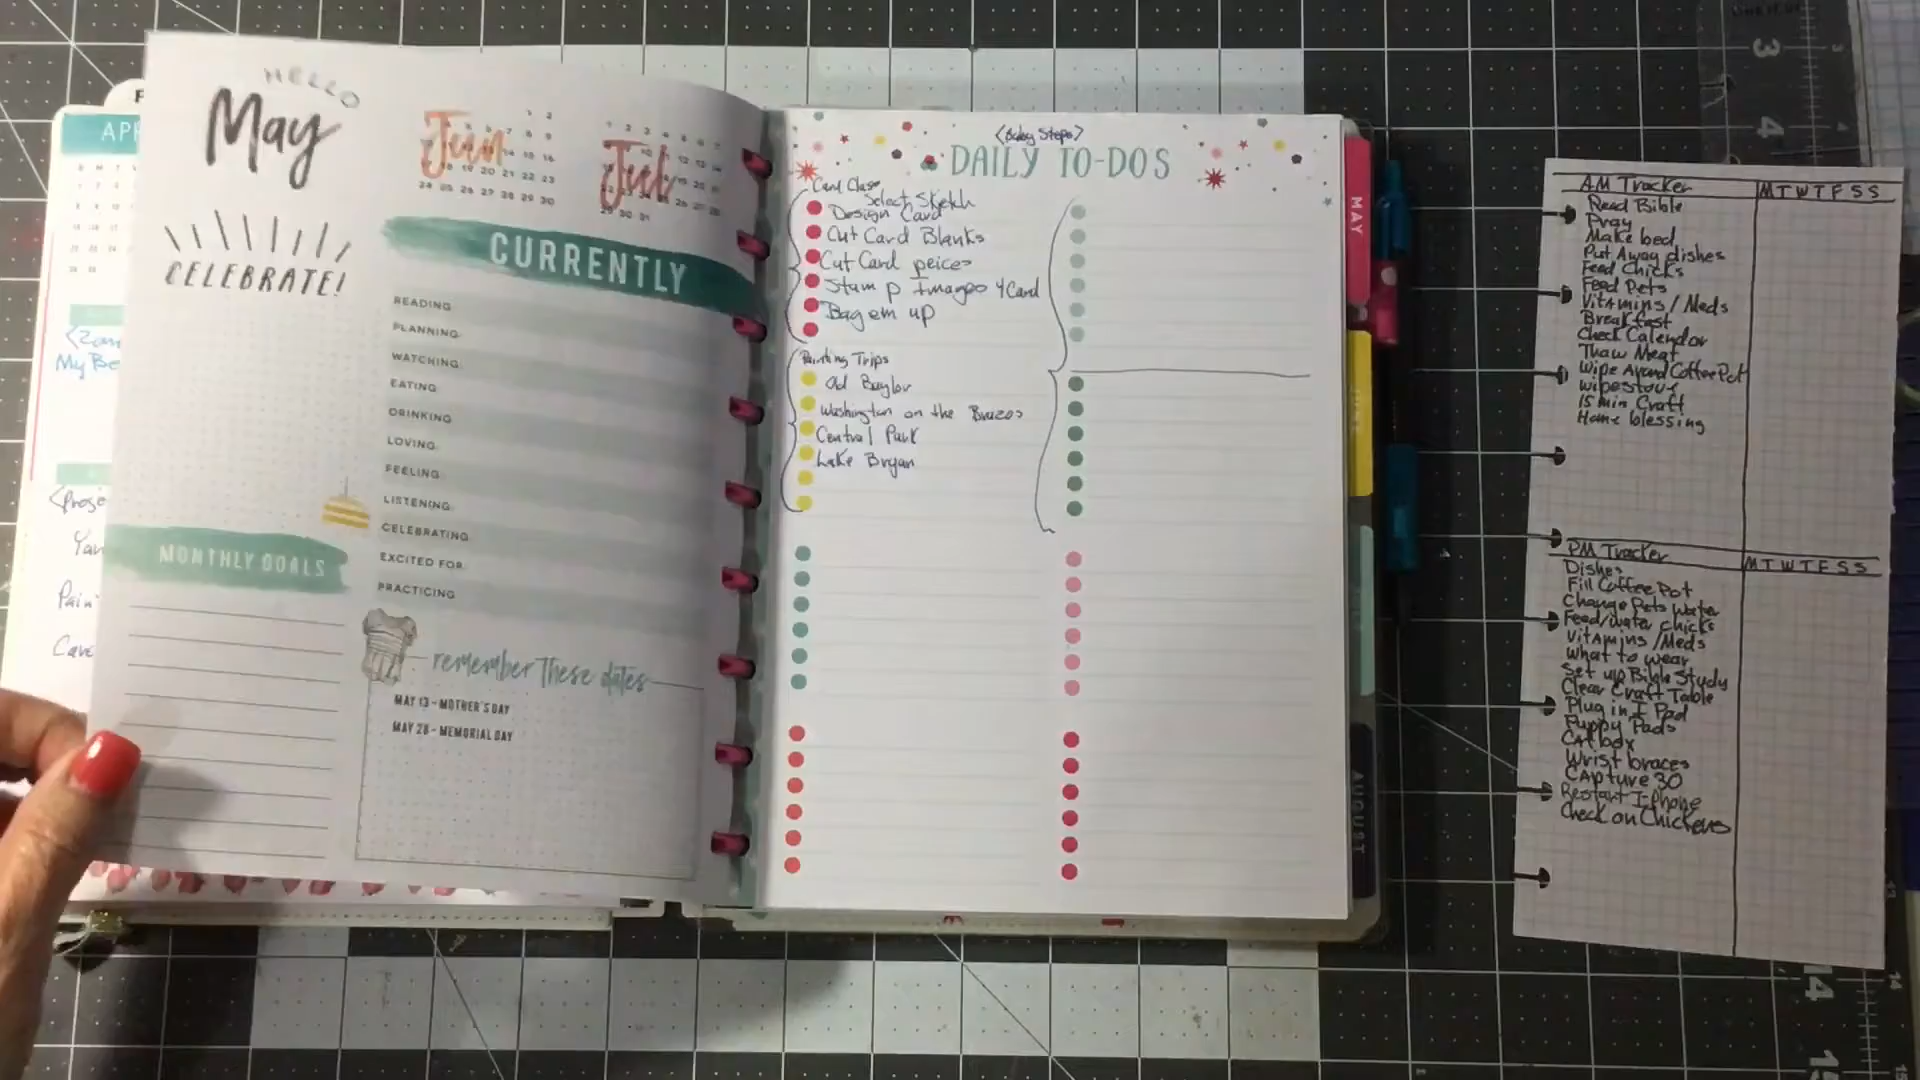 HELLO
May
Jun
Jul
CELEBRATE!
CURRENTLY
READING
PLANNING
WATCHING
EATING
DRINKING
LOVING
FEELING
LISTENING
CELEBRATING
EXCITED FOR
PRACTICING
MONTHLY GOALS
remember these dates
MAY 13 - MOTHER'S DAY
MAY 28 - MEMORIAL DAY
APR
My Be
<Baby Steps>
DAILY TO-DOS
Card Class
Select Sketch
Design Card
Cut Card Blanks
Cut Card peices
Stamp Images 4 Card
Bag em up
Painting Trips
Old Baylor
Washington on the Brazos
Central Park
Lake Bryan
MAY
AUGUST
AM Tracker M T W T F S S
Read Bible
Pray
Make bed
Put Away dishes
Feed Chicks
Feed Pets
Vitamins / Meds
Breakfast
Check Calendar
Thaw Meat
Wipe Around Coffee Pot
wipe stove
15 min Craft
Home blessing
PM Tracker M T W T F S S
Dishes
Fill Coffee Pot
Change Pets Water
Feed/water chicks
Vitamins /Meds
What to wear
Set up Bible Study
Clear Craft Table
Plug in I Pad
Puppy Pads
Cat box
Wrist braces
CApture 30
Restart I-Phone
Check on Chickens
3
4
14
15